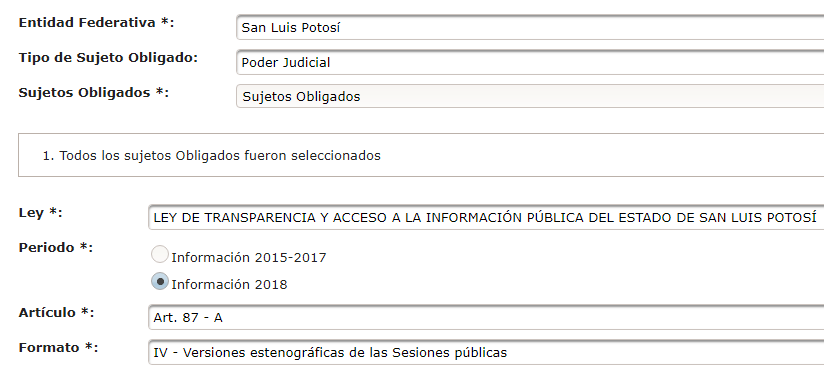 Entidad Federativa *: San Luis Potosí
Tipo de Sujeto Obligado: Poder Judicial
Sujetos Obligados *: Sujetos Obligados
1. Todos los sujetos Obligados fueron seleccionados
Ley *: LEY DE TRANSPARENCIA Y ACCESO A LA INFORMACIÓN PÚBLICA DEL ESTADO DE SAN LUIS POTOSÍ
Periodo *: Información 2015-2017
Información 2018
Artículo *: Art. 87 - A
Formato *: IV - Versiones estenográficas de las Sesiones públicas